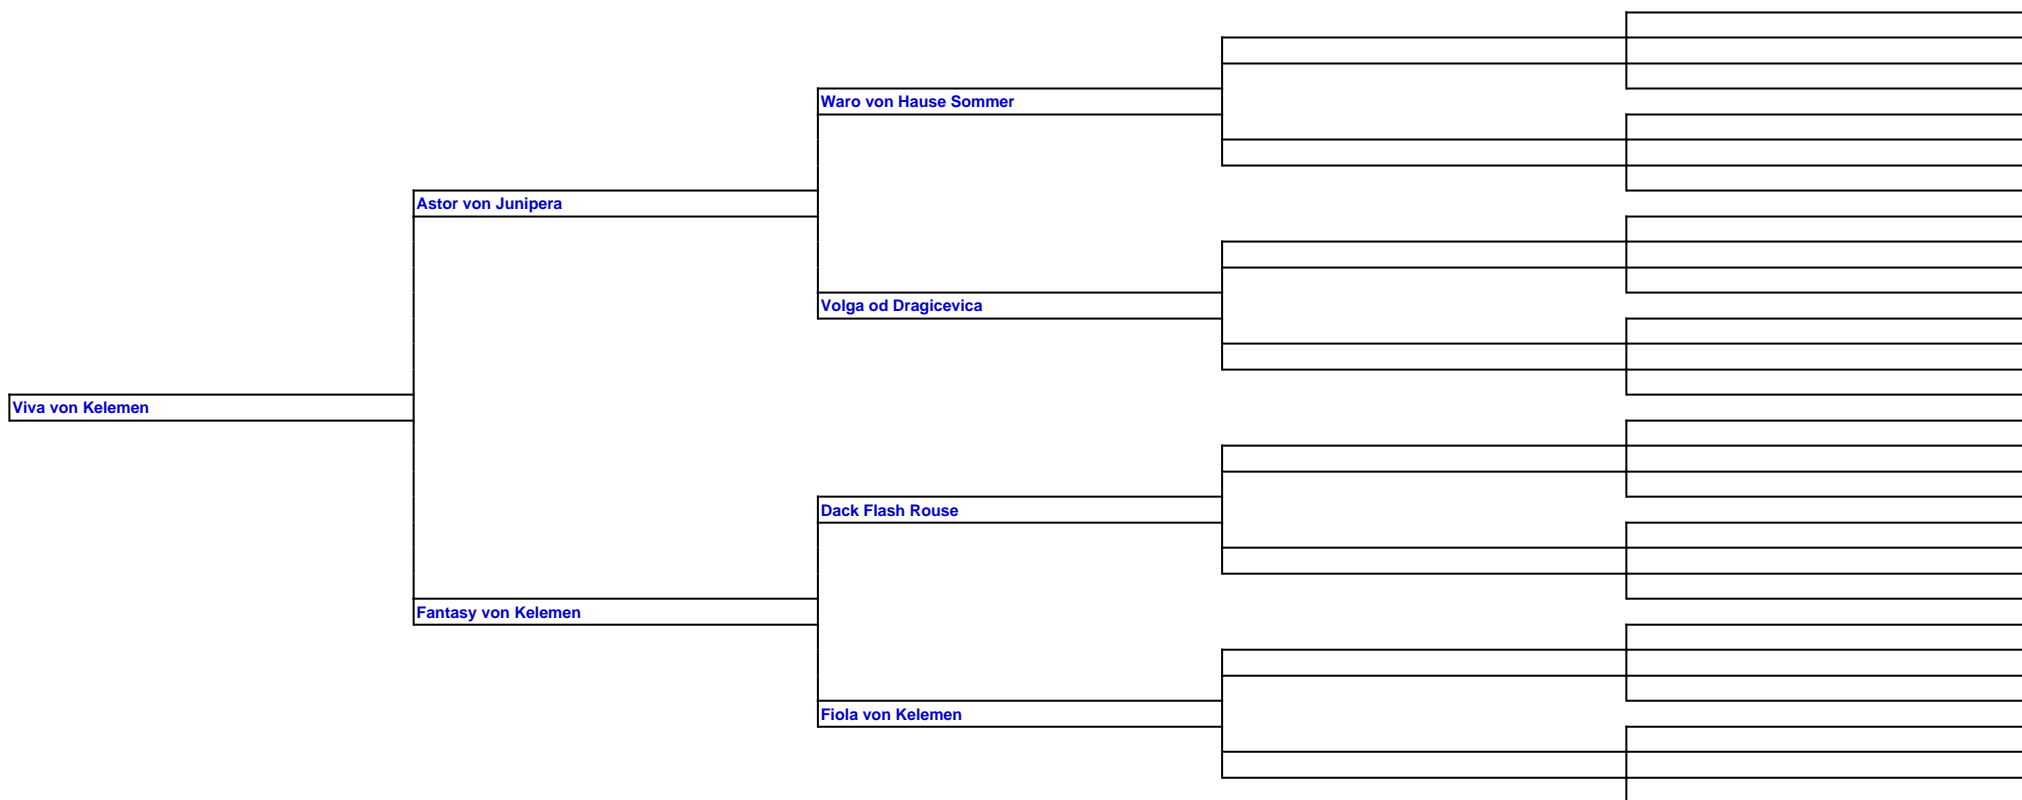 Waro von Hause Sommer
Astor von Junipera
Volga od Dragicevica
Viva von Kelemen
Dack Flash Rouse
Fantasy von Kelemen
Fiola von Kelemen